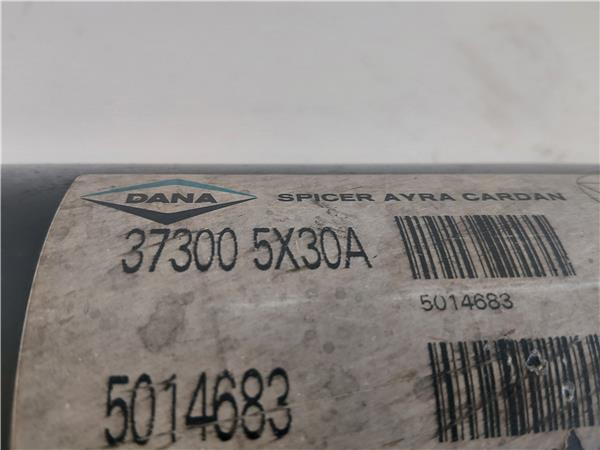 DANA SPICER AYRA CARDAN
37300 5X30A
5014683
5014683